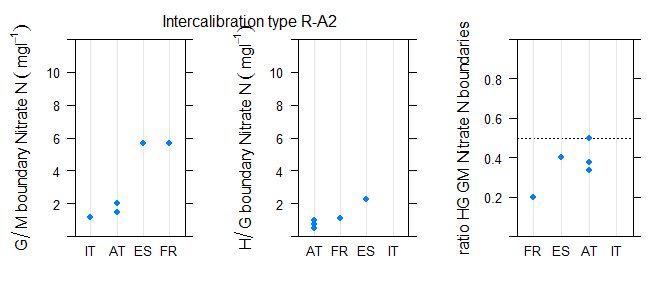 Intercalibration type R-A2
G/M boundary Nitrate N ( mgl⁻¹)
10
8
6
4
2
IT AT ES FR
H/G boundary Nitrate N ( mgl⁻¹)
10
8
6
4
2
AT FR ES IT
ratio HG GM Nitrate N boundaries
0.8
0.6
0.4
0.2
FR ES AT IT